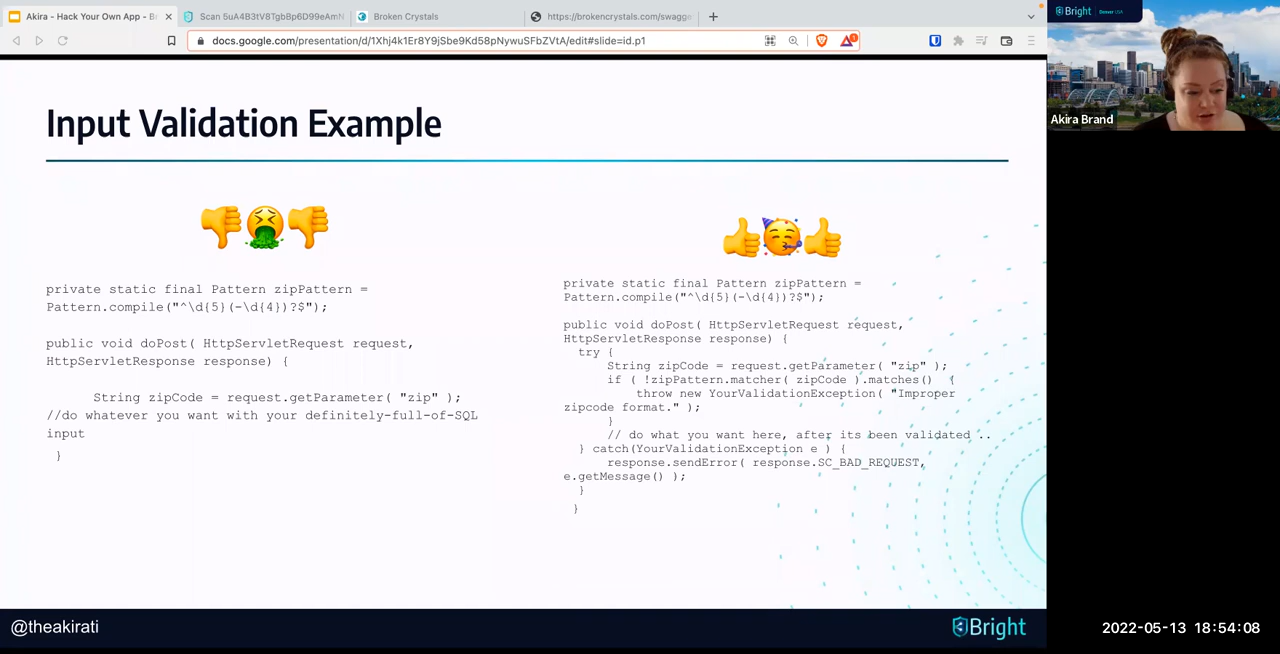 Akira - Hack Your Own App - B
Scan 5uA4B3tV8TgbBp6D99eAmN
Broken Crystals
https://brokencrystals.com/swagge
docs.google.com/presentation/d/1Xhj4k1Er8Y9jSbe9Kd58pNywuSFbZVtA/edit#slide=id.p1
Bright
Akira Brand
Input Validation Example
private static final Pattern zipPattern =
Pattern.compile("^\d{5}(-\d{4})?$");
public void doPost( HttpServletRequest request,
HttpServletResponse response) {
String zipCode = request.getParameter( "zip" );
//do whatever you want with your definitely-full-of-SQL
input
}
private static final Pattern zipPattern =
Pattern.compile("^\d{5}(-\d{4})?$");
public void doPost( HttpServletRequest request,
HttpServletResponse response) {
try {
String zipCode = request.getParameter( "zip" );
if ( !zipPattern.matcher( zipCode ).matches() {
throw new YourValidationException( "Improper
zipcode format." );
}
// do what you want here, after its been validated ..
} catch(YourValidationException e ) {
response.sendError( response.SC_BAD_REQUEST,
e.getMessage() );
}
}
@theakirati
Bright
2022-05-13 18:54:08